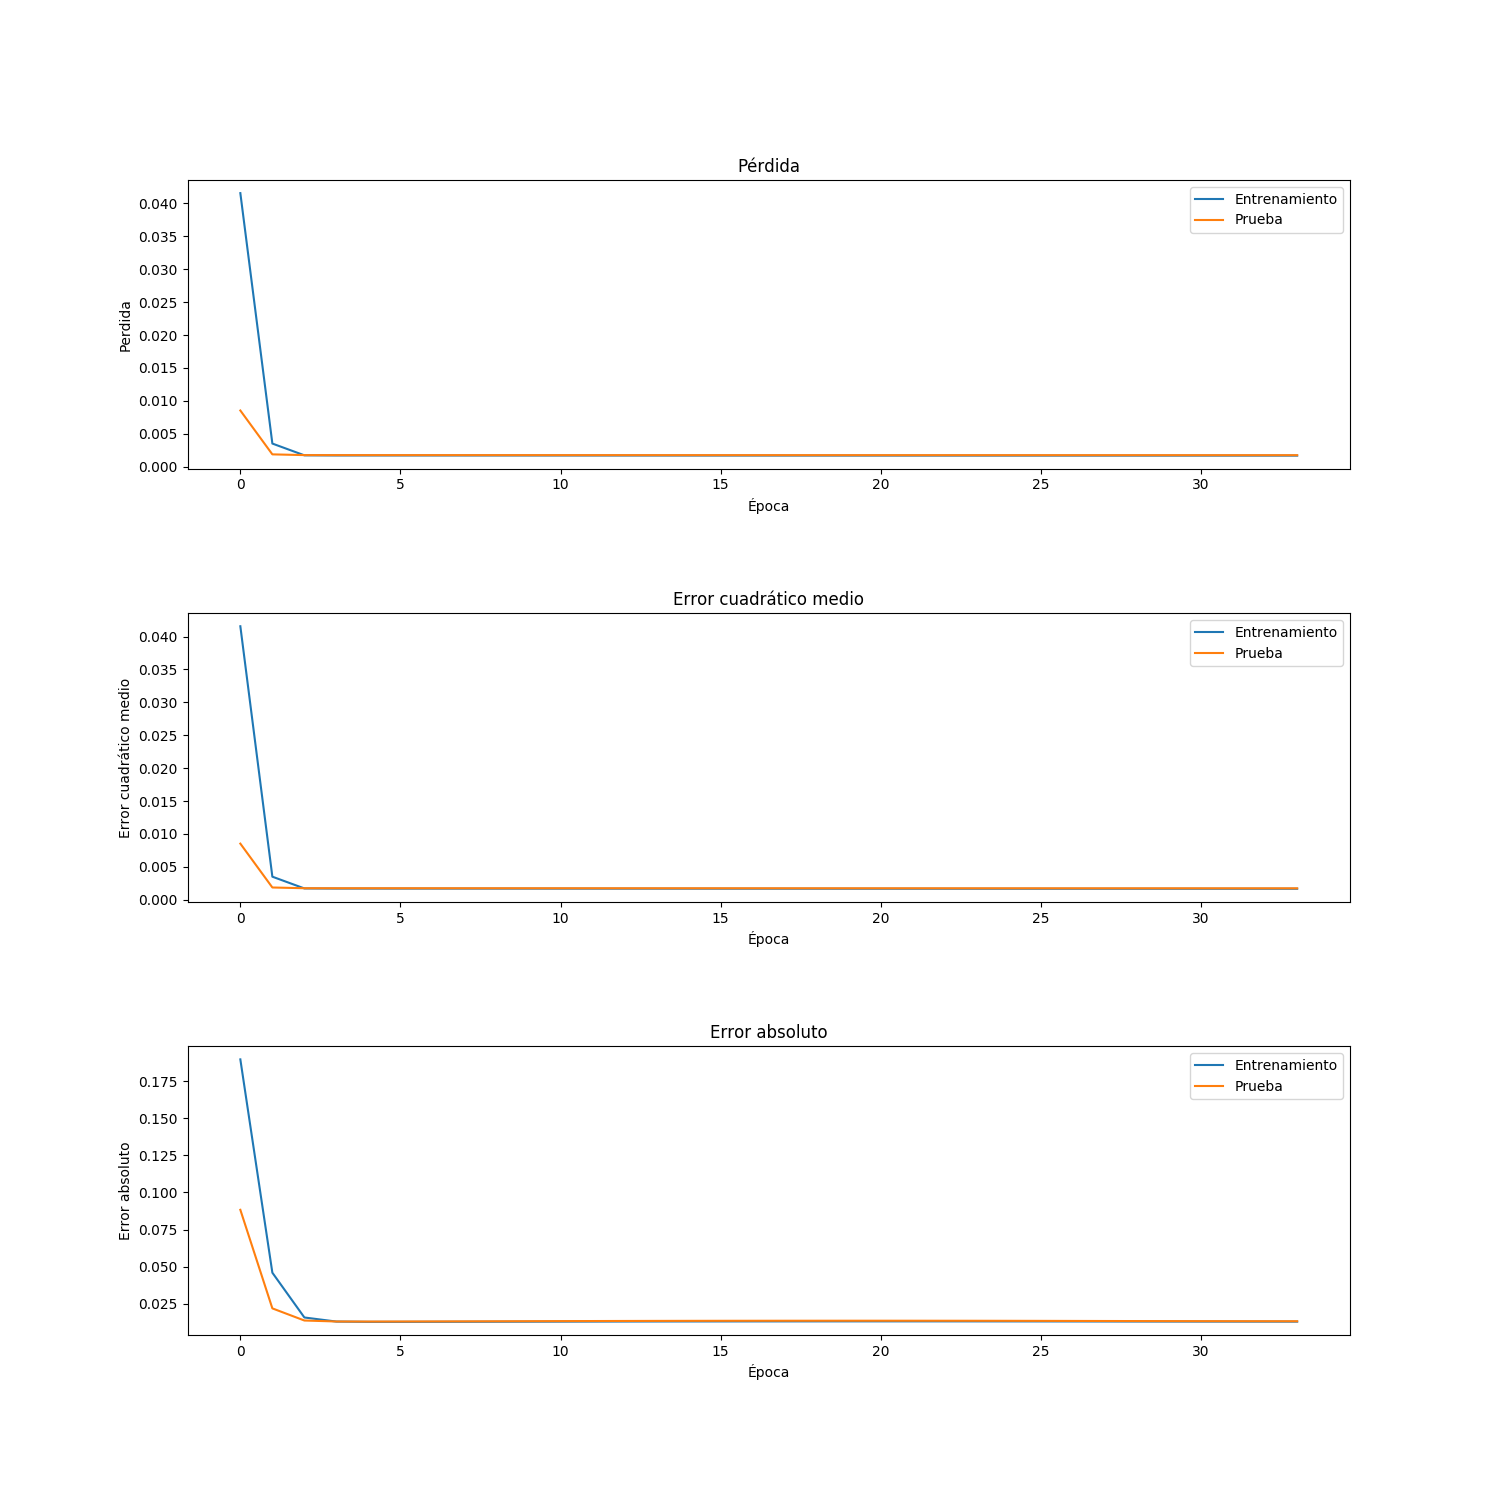 Pérdida
Entrenamiento
Prueba
0.040
0.035
0.030
0.025
0.020
0.015
0.010
0.005
0.000
Perdida
0 5 10 15 20 25 30
Época
Error cuadrático medio
Entrenamiento
Prueba
0.040
0.035
0.030
0.025
0.020
0.015
0.010
0.005
0.000
Error cuadrático medio
0 5 10 15 20 25 30
Época
Error absoluto
Entrenamiento
Prueba
0.175
0.150
0.125
0.100
0.075
0.050
0.025
Error absoluto
0 5 10 15 20 25 30
Época